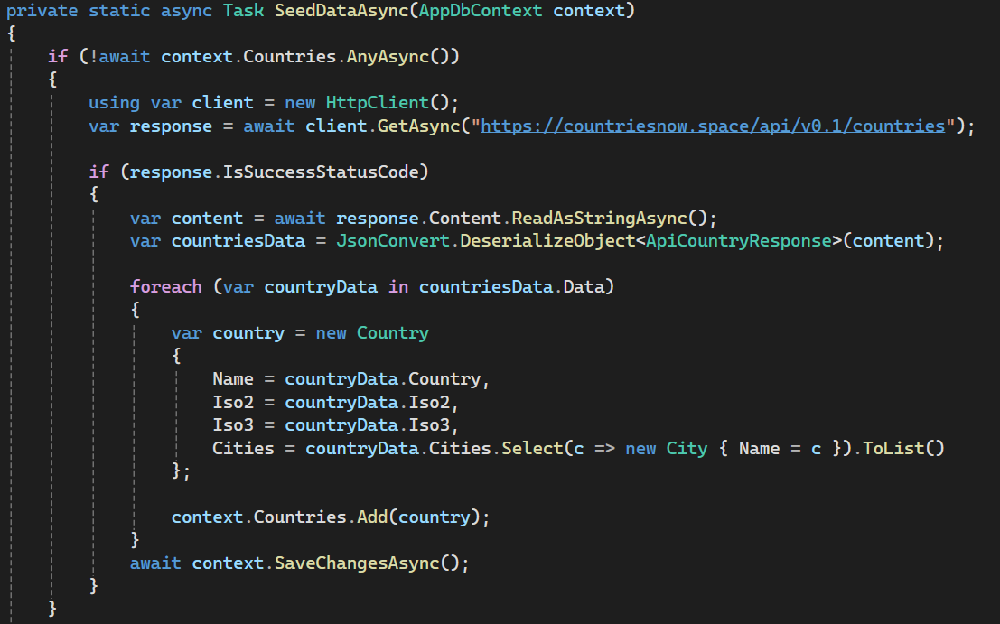 private static async Task SeedDataAsync(AppDbContext context)
{
if (!await context.Countries.AnyAsync())
{
using var client = new HttpClient();
var response = await client.GetAsync("https://countriesnow.space/api/v0.1/countries");
if (response.IsSuccessStatusCode)
{
var content = await response.Content.ReadAsStringAsync();
var countriesData = JsonConvert.DeserializeObject<ApiCountryResponse>(content);
foreach (var countryData in countriesData.Data)
{
var country = new Country
{
Name = countryData.Country,
Iso2 = countryData.Iso2,
Iso3 = countryData.Iso3,
Cities = countryData.Cities.Select(c => new City { Name = c }).ToList()
};
context.Countries.Add(country);
}
await context.SaveChangesAsync();
}
}